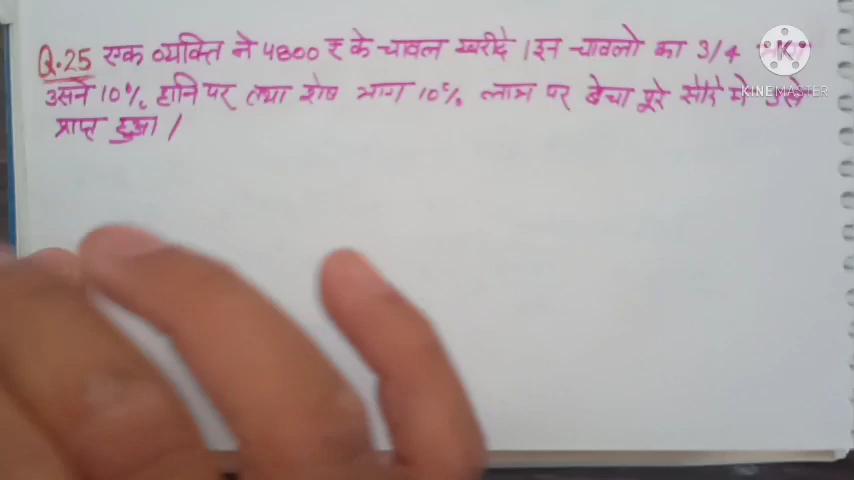 Q.25 एक व्यक्ति ने 4800 ₹ के चावल खरीदे । इन चावलो का 3/4
उसने 10% हानि पर तथा शेष भाग 10% लाभ पर बेचा पूरे सौदे मे उसे
प्राप्त हुआ ।
K
KINEMASTER